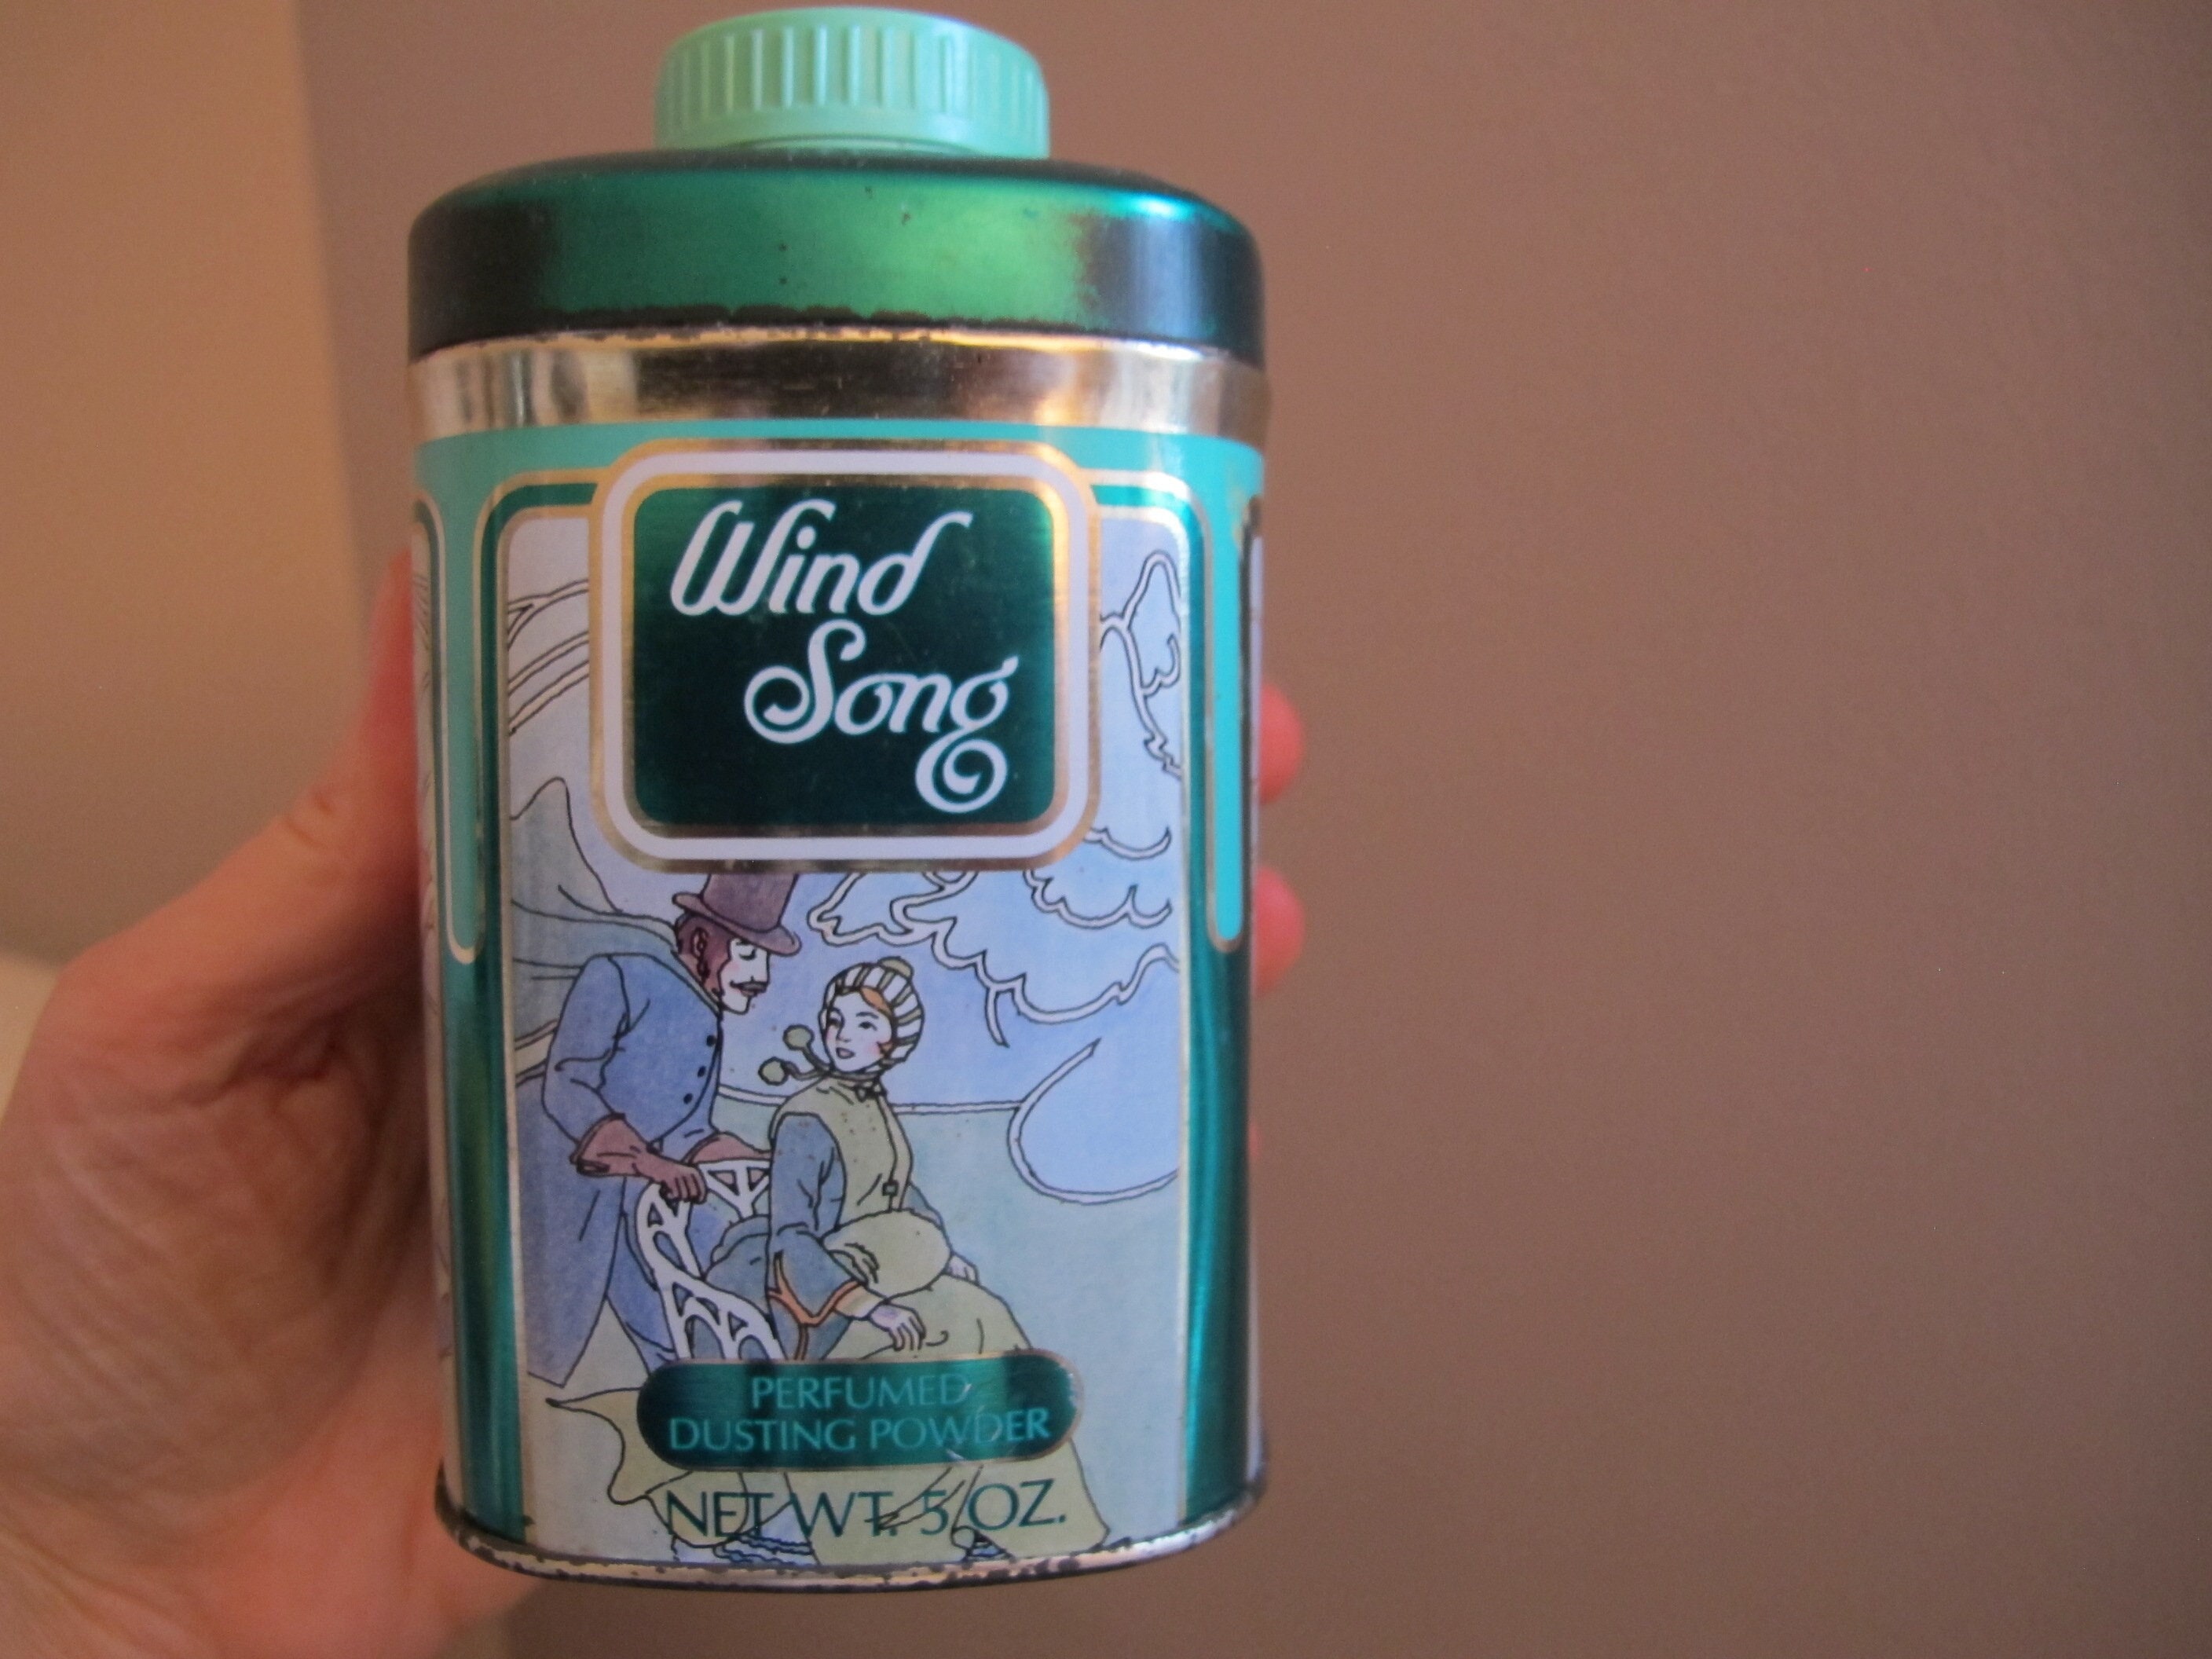 Wind
Song
PERFUMED
DUSTING POWDER
NET WT. 5 OZ.